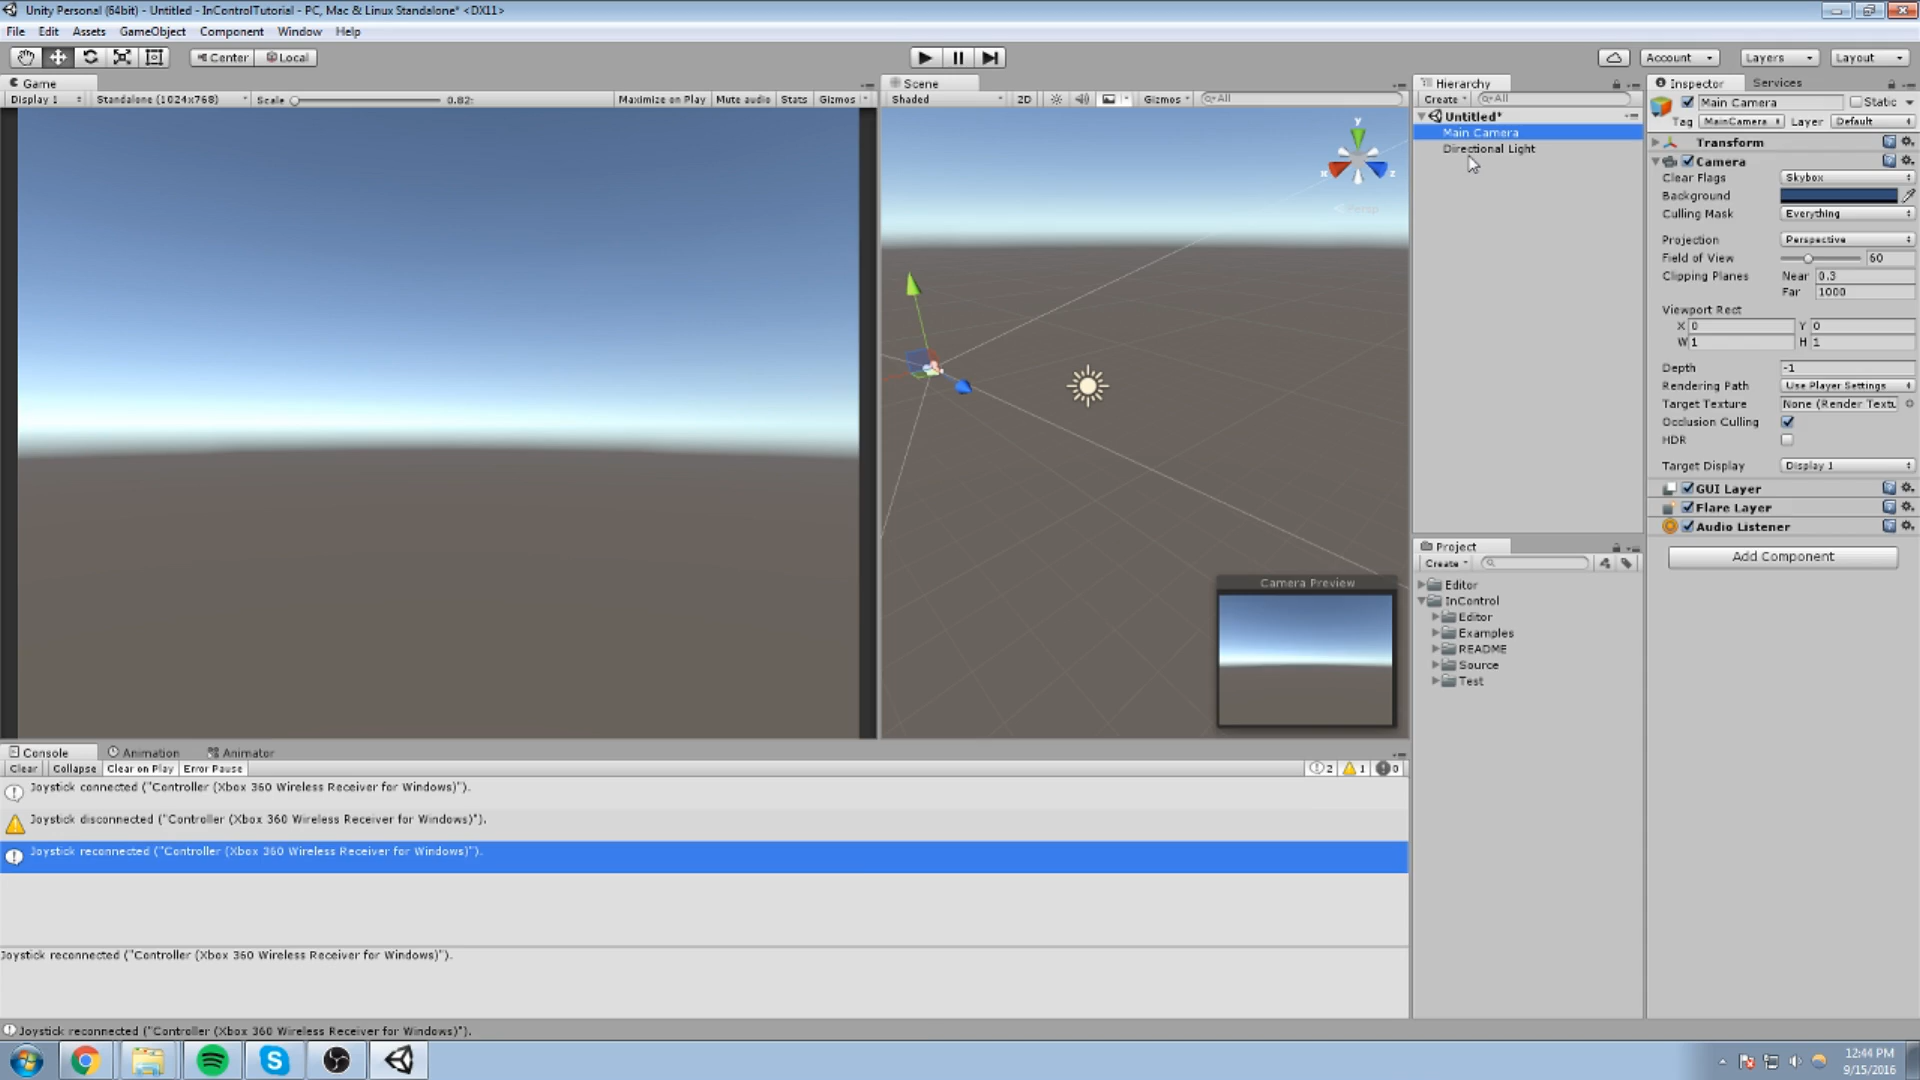 Unity Personal (64bit) - Untitled - InControlTutorial - PC, Mac & Linux Standalone* <DX11>
File Edit Assets GameObject Component Window Help
Center Local Account Layers Layout
Game
Display 1 Standalone (1024x768) Scale 0.82: Maximize on Play Mute audio Stats Gizmos
Scene
Shaded 2D Gizmos All
y
x
z
Persp
Camera Preview
Hierarchy
Create All
Untitled*
Main Camera
Directional Light
Project
Create
Editor
InControl
Editor
Examples
README
Source
Test
Inspector Services
Main Camera Static
Tag MainCamera Layer Default
Transform
Camera
Clear Flags Skybox
Background
Culling Mask Everything
Projection Perspective
Field of View 60
Clipping Planes Near 0.3
Far 1000
Viewport Rect
X 0 Y 0
W 1 H 1
Depth -1
Rendering Path Use Player Settings
Target Texture None (Render Textu
Occlusion Culling
HDR
Target Display Display 1
GUI Layer
Flare Layer
Audio Listener
Add Component
Console Animation Animator
Clear Collapse Clear on Play Error Pause 2 1 0
Joystick connected ("Controller (Xbox 360 Wireless Receiver for Windows)").
Joystick disconnected ("Controller (Xbox 360 Wireless Receiver for Windows)").
Joystick reconnected ("Controller (Xbox 360 Wireless Receiver for Windows)").
Joystick reconnected ("Controller (Xbox 360 Wireless Receiver for Windows)").
Joystick reconnected ("Controller (Xbox 360 Wireless Receiver for Windows)").
12:44 PM
9/15/2016